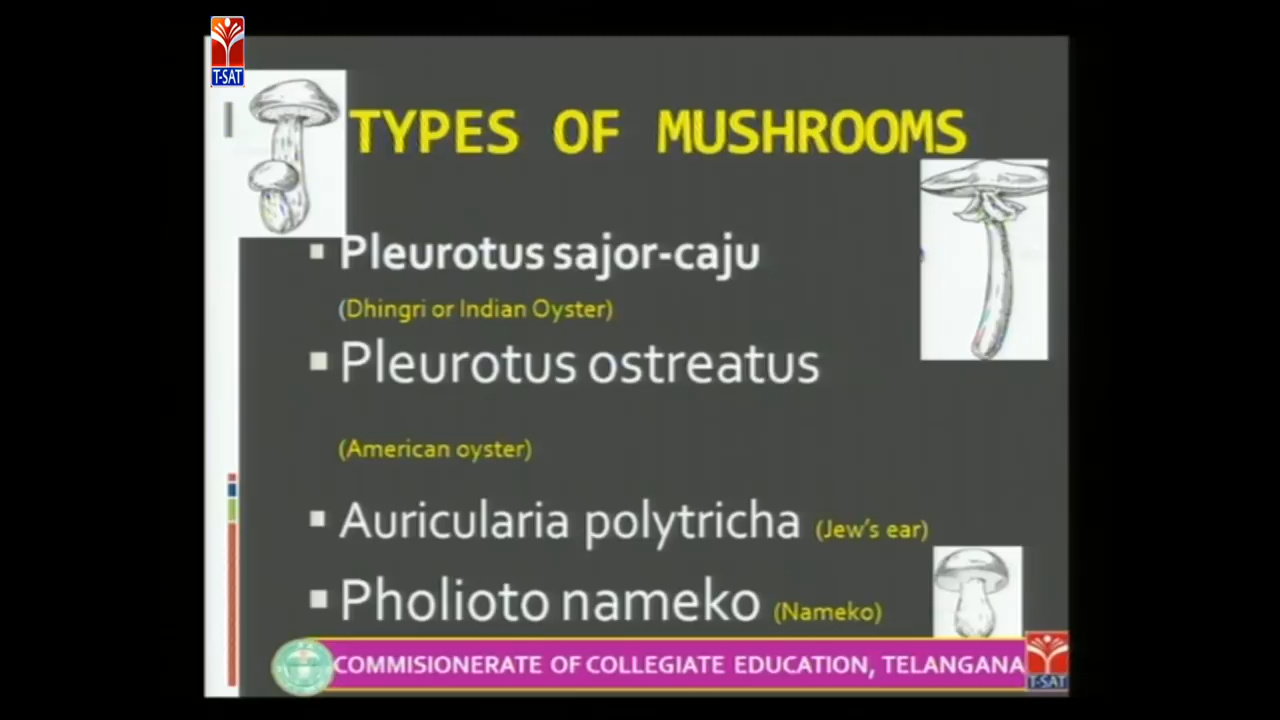 T-SAT
TYPES OF MUSHROOMS
Pleurotus sajor-caju
(Dhingri or Indian Oyster)
Pleurotus ostreatus
(American oyster)
Auricularia polytricha (Jew's ear)
Pholioto nameko (Nameko)
COMMISIONERATE OF COLLEGIATE EDUCATION, TELANGANA
T-SAT